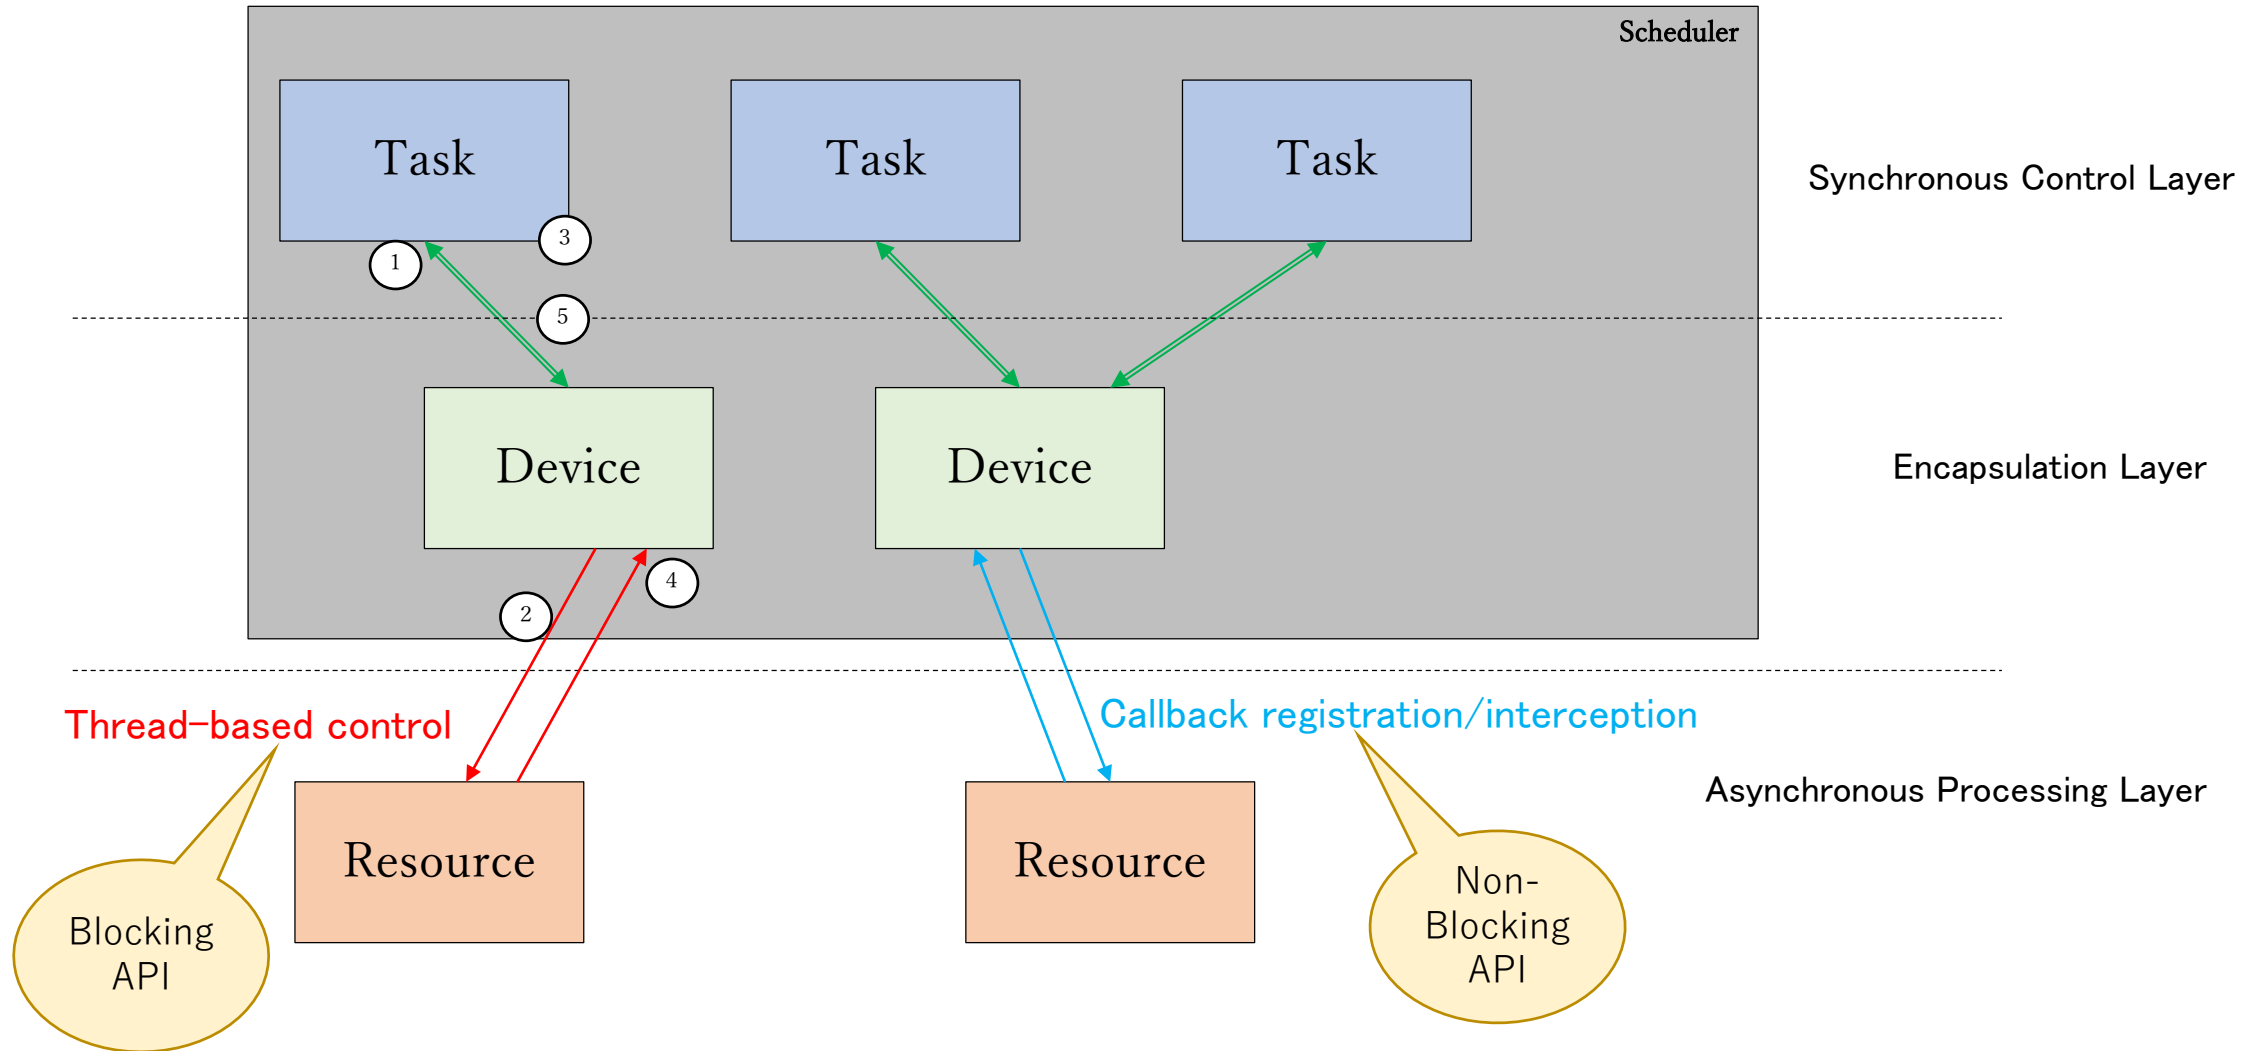 Scheduler
Task
Task
Task
Synchronous Control Layer
3
1
5
Device
Device
Encapsulation Layer
4
2
Thread-based control
Callback registration/interception
Asynchronous Processing Layer
Resource
Resource
Blocking
API
Non-
Blocking
API